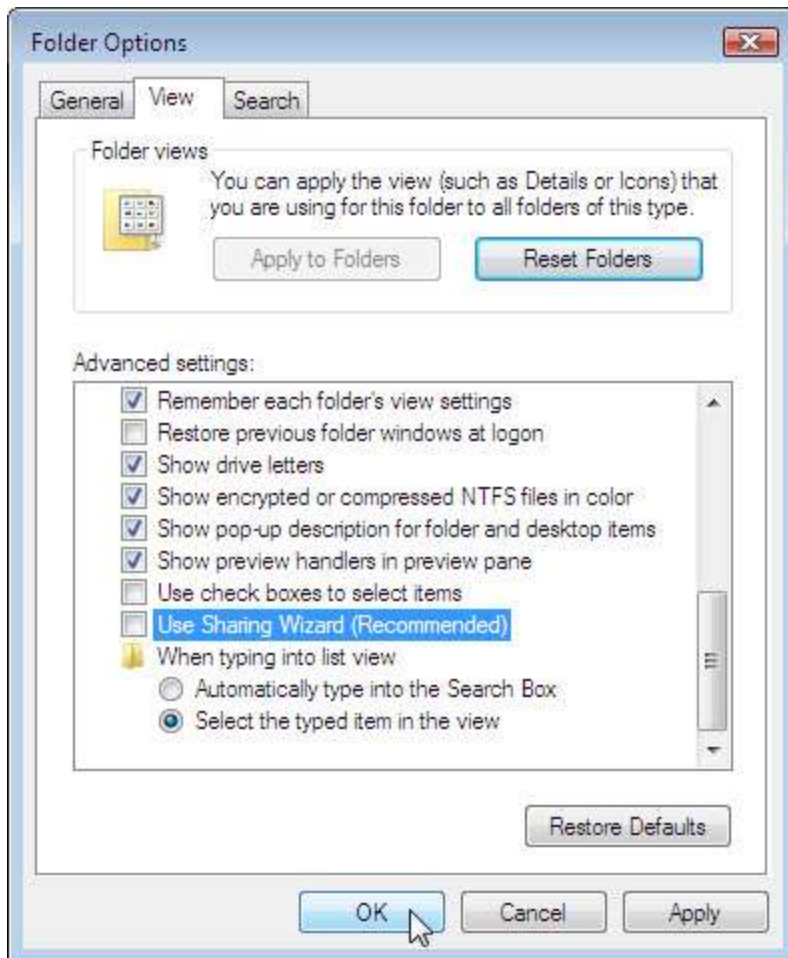 Folder Options
General View Search
Folder views
You can apply the view (such as Details or Icons) that
you are using for this folder to all folders of this type.
Apply to Folders Reset Folders
Advanced settings:
Remember each folder's view settings
Restore previous folder windows at logon
Show drive letters
Show encrypted or compressed NTFS files in color
Show pop-up description for folder and desktop items
Show preview handlers in preview pane
Use check boxes to select items
Use Sharing Wizard (Recommended)
When typing into list view
Automatically type into the Search Box
Select the typed item in the view
Restore Defaults
OK Cancel Apply